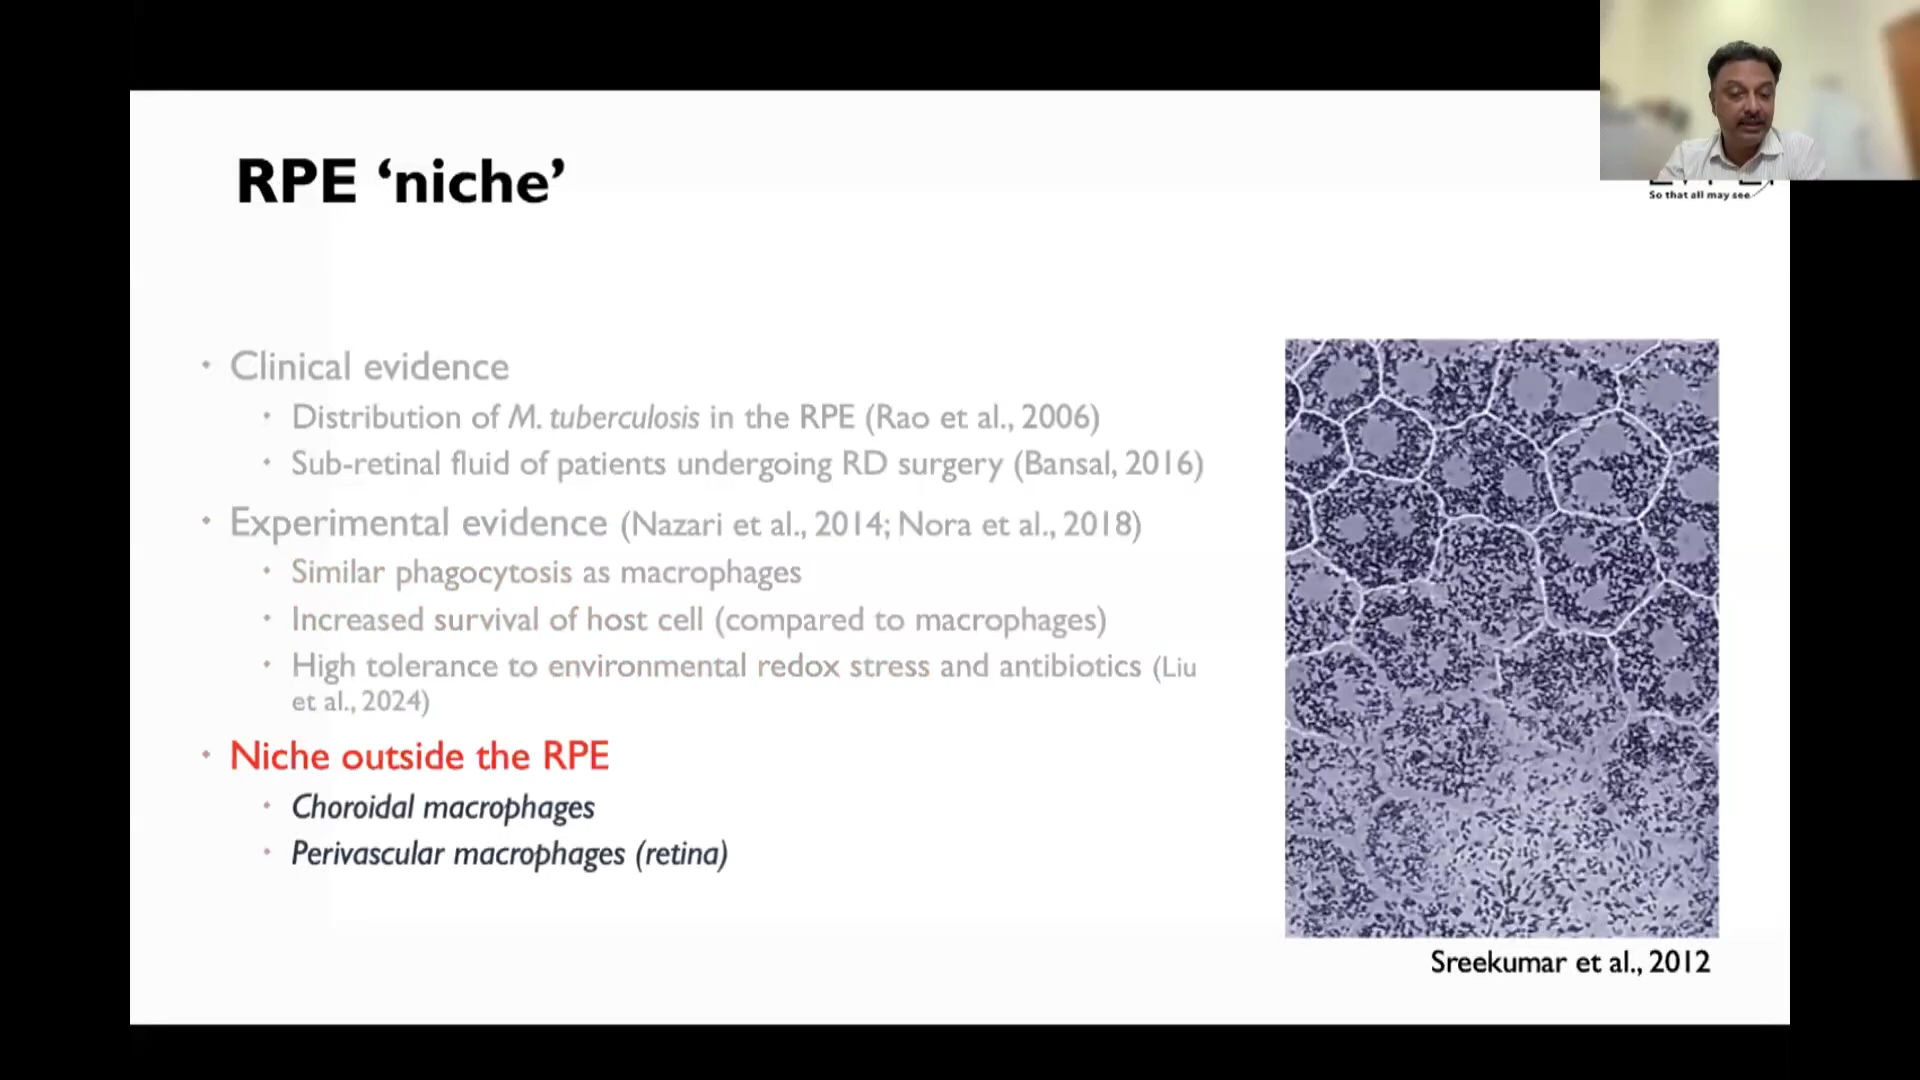 RPE ‘niche’
So that all may see
• Clinical evidence
• Distribution of M. tuberculosis in the RPE (Rao et al., 2006)
• Sub-retinal fluid of patients undergoing RD surgery (Bansal, 2016)
• Experimental evidence (Nazari et al., 2014; Nora et al., 2018)
• Similar phagocytosis as macrophages
• Increased survival of host cell (compared to macrophages)
• High tolerance to environmental redox stress and antibiotics (Liu
et al., 2024)
• Niche outside the RPE
• Choroidal macrophages
• Perivascular macrophages (retina)
Sreekumar et al., 2012